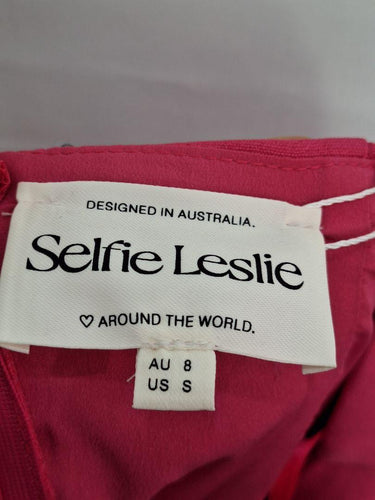 DESIGNED IN AUSTRALIA.
Selfie Leslie
♡ AROUND THE WORLD.
AU 8
US S